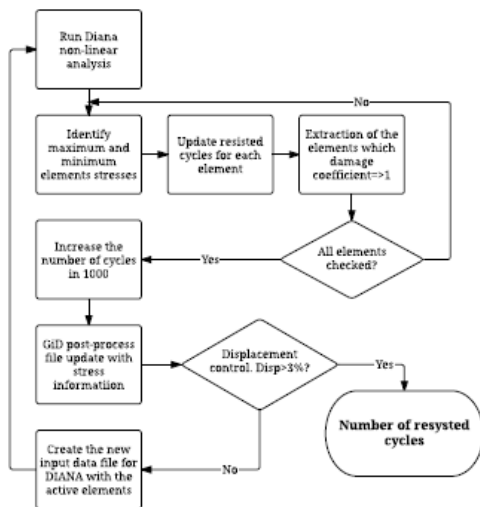 Run Diana
non-linear
analysis
No
Identify
maximum and
minimum
elements stresses
Update resisted
cycles for each
element
Extraction of the
elements which
damage
coefficient=>1
All elements
checked?
Yes
Increase the
number of cycles
in 1000
GiD post-process
file update with
stress
informatiion
Displacement
control. Disp>3%?
Yes
Number of resysted
cycles
No
Create the new
input data file for
DIANA with the
active elements